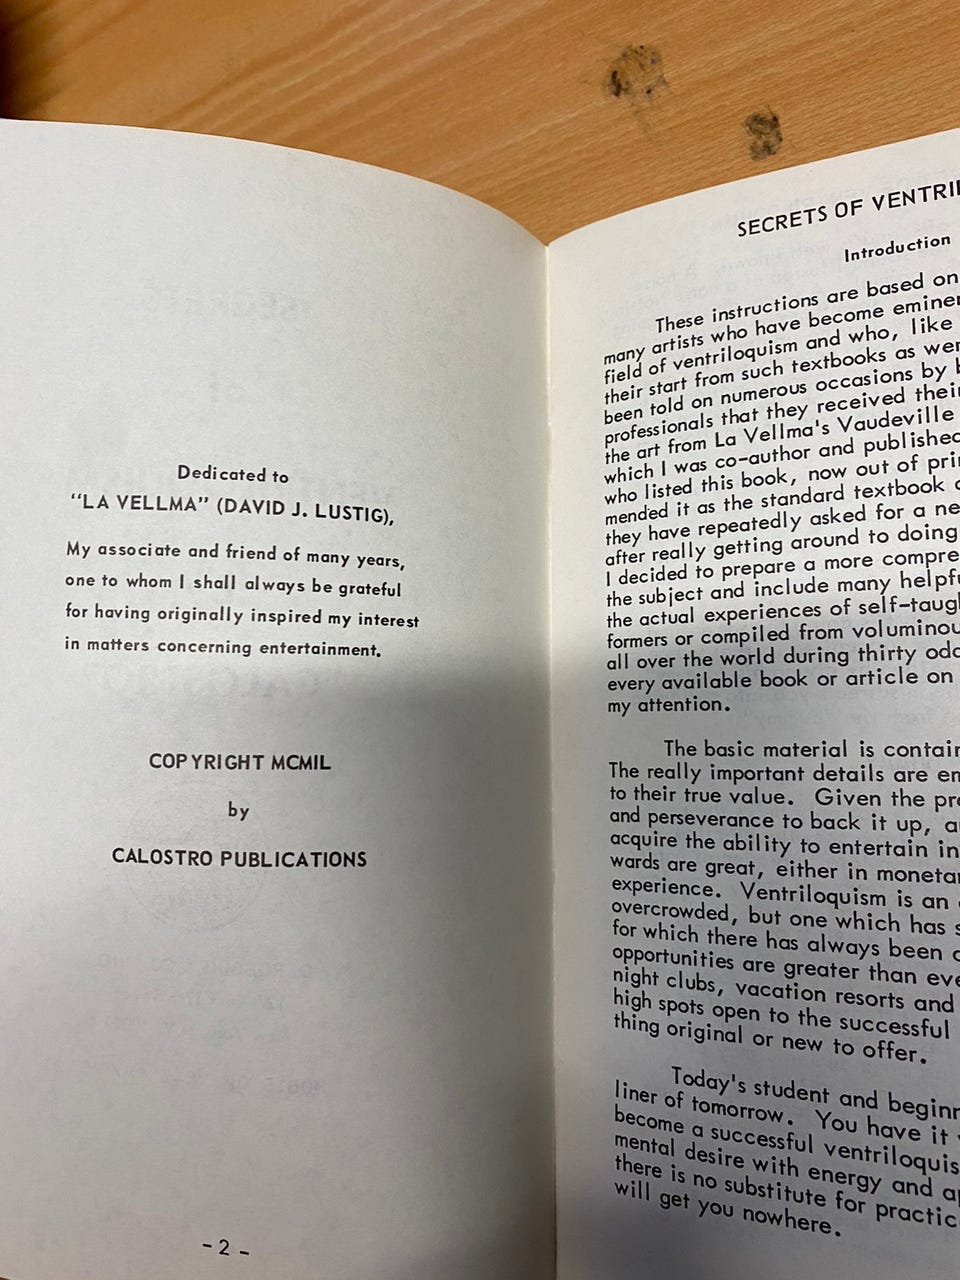 Dedicated to
"LA VELLMA" (DAVID J. LUSTIG),
My associate and friend of many years,
one to whom I shall always be grateful
for having originally inspired my interest
in matters concerning entertainment.
COPYRIGHT MCMIL
by
CALOSTRO PUBLICATIONS
- 2 -
SECRETS OF
Introduction
These instructions are based on
many artists who have become
field of ventriloquism and who, like
their start from such textbooks as
been told on numerous occasions by
professionals that they received
the art from La Vellma's Vaudeville
which I was co-author and published
who listed this book, now out of
mended it as the standard textbook
they have repeatedly asked for a
after really getting around to doing
I decided to prepare a more
the subject and include many
the actual experiences of
formers or compiled from
all over the world during thirty odd
every available book or article on
my attention.
The basic material is
The really important details are
to their true value. Given the
and perseverance to back it up,
acquire the ability to entertain in
wards are great, either in
experience. Ventriloquism is an
overcrowded, but one which has
for which there has always been
opportunities are greater than
night clubs, vacation resorts and
high spots open to the successful
thing original or new to offer.
Today's student and
liner of tomorrow. You have it
become a successful
mental desire with energy and
there is no substitute for
will get you nowhere.